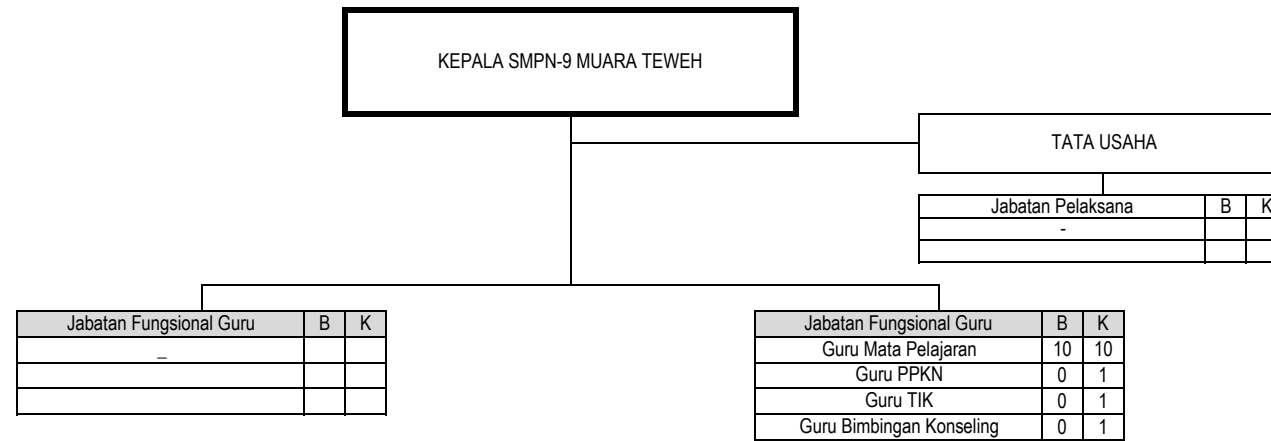 KEPALA SMPN-9 MUARA TEWEH
TATA USAHA
Jabatan Pelaksana B K
-
Jabatan Fungsional Guru B K
_
Jabatan Fungsional Guru B K
Guru Mata Pelajaran 10 10
Guru PPKN 0 1
Guru TIK 0 1
Guru Bimbingan Konseling 0 1